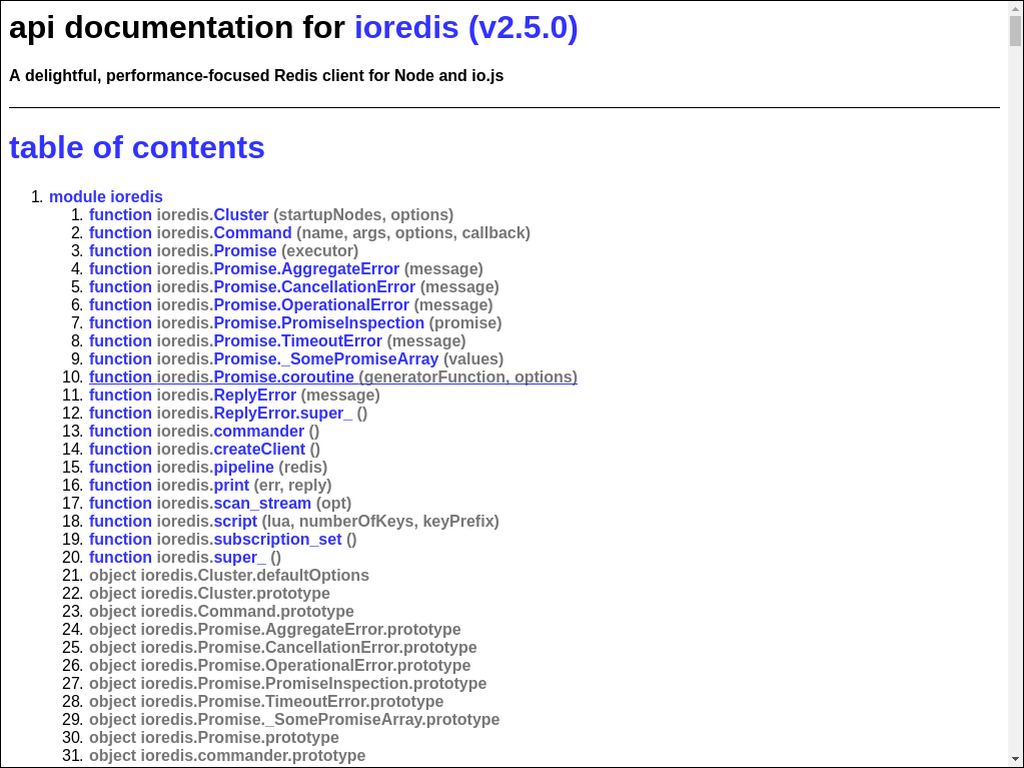 api documentation for ioredis (v2.5.0)
A delightful, performance-focused Redis client for Node and io.js
table of contents
1. module ioredis
1. function ioredis.Cluster (startupNodes, options)
2. function ioredis.Command (name, args, options, callback)
3. function ioredis.Promise (executor)
4. function ioredis.Promise.AggregateError (message)
5. function ioredis.Promise.CancellationError (message)
6. function ioredis.Promise.OperationalError (message)
7. function ioredis.Promise.PromiseInspection (promise)
8. function ioredis.Promise.TimeoutError (message)
9. function ioredis.Promise._SomePromiseArray (values)
10. function ioredis.Promise.coroutine (generatorFunction, options)
11. function ioredis.ReplyError (message)
12. function ioredis.ReplyError.super_ ()
13. function ioredis.commander ()
14. function ioredis.createClient ()
15. function ioredis.pipeline (redis)
16. function ioredis.print (err, reply)
17. function ioredis.scan_stream (opt)
18. function ioredis.script (lua, numberOfKeys, keyPrefix)
19. function ioredis.subscription_set ()
20. function ioredis.super_ ()
21. object ioredis.Cluster.defaultOptions
22. object ioredis.Cluster.prototype
23. object ioredis.Command.prototype
24. object ioredis.Promise.AggregateError.prototype
25. object ioredis.Promise.CancellationError.prototype
26. object ioredis.Promise.OperationalError.prototype
27. object ioredis.Promise.PromiseInspection.prototype
28. object ioredis.Promise.TimeoutError.prototype
29. object ioredis.Promise._SomePromiseArray.prototype
30. object ioredis.Promise.prototype
31. object ioredis.commander.prototype